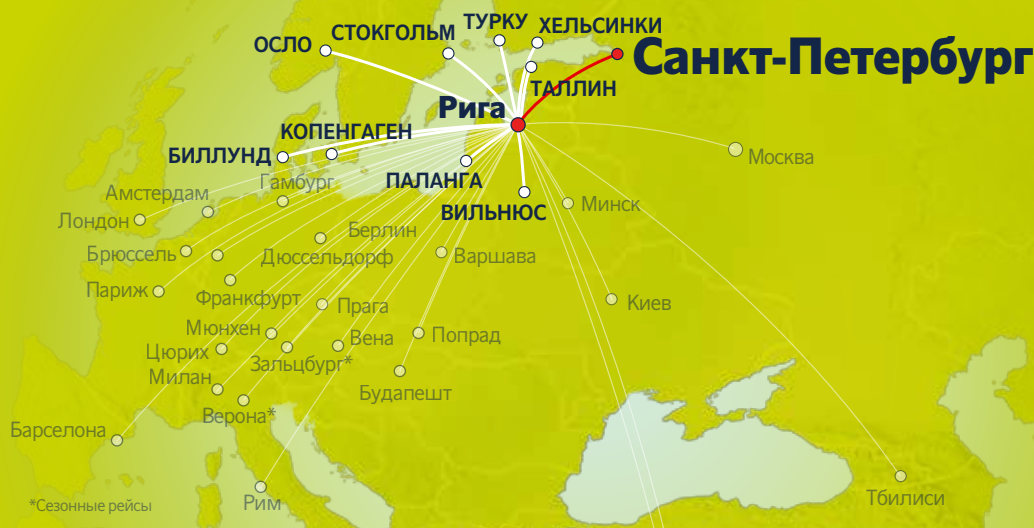 ТУРКУ
ХЕЛЬСИНКИ
СТОКГОЛЬМ
ОСЛО
Санкт-Петербург
ТАЛЛИН
Рига
КОПЕНГАГЕН
БИЛЛУНД
Москва
ПАЛАНГА
Гамбург
Амстердам
ВИЛЬНЮС
Минск
Лондон
Берлин
Брюссель
Дюссельдорф
Варшава
Париж
Франкфурт
Прага
Киев
Мюнхен
Вена
Попрад
Цюрих
Зальцбург*
Милан
Будапешт
Верона*
Барселона
Тбилиси
*Сезонные рейсы
Рим